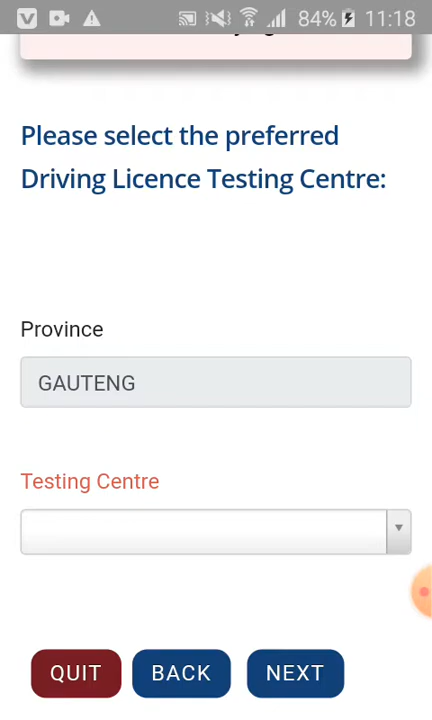 84% 11:18
Please select the preferred
Driving Licence Testing Centre:
Province
GAUTENG
Testing Centre
QUIT BACK NEXT